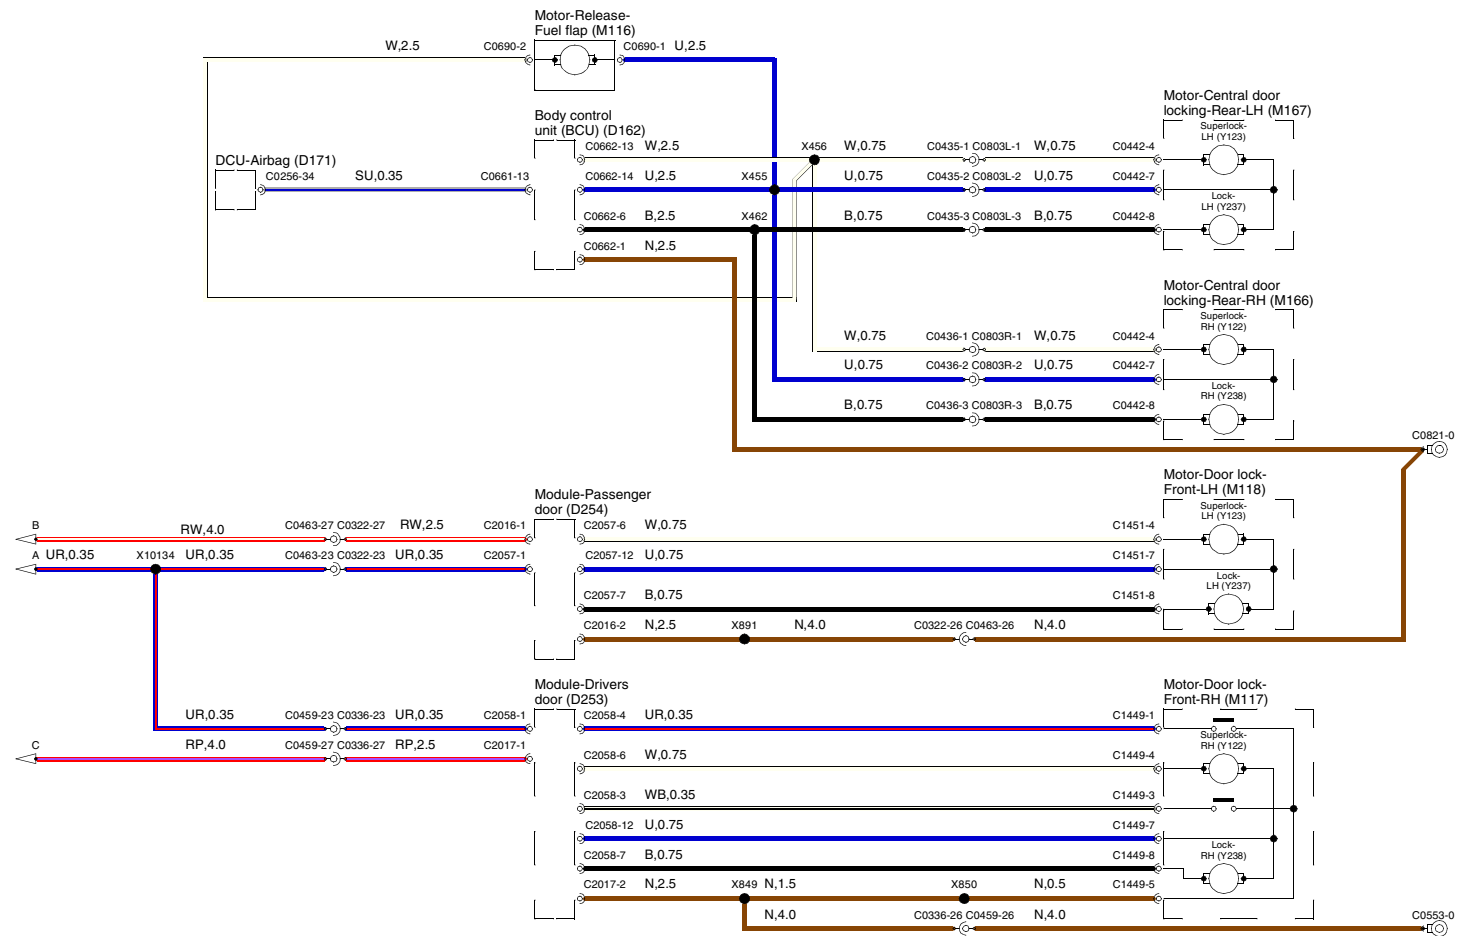 Motor-Release-
Fuel flap (M116)
W,2.5
C0690-2
C0690-1
U,2.5
Body control
unit (BCU) (D162)
Motor-Central door
locking-Rear-LH (M167)
C0662-13
W,2.5
X456
W,0.75
C0435-1 C0803L-1
W,0.75
C0442-4
Superlock-
LH (Y123)
DCU-Airbag (D171)
C0256-34
SU,0.35
C0661-13
C0662-14
U,2.5
X455
U,0.75
C0435-2 C0803L-2
U,0.75
C0442-7
C0662-6
B,2.5
X462
B,0.75
C0435-3 C0803L-3
B,0.75
C0442-8
Lock-
LH (Y237)
C0662-1
N,2.5
Motor-Central door
locking-Rear-RH (M166)
W,0.75
C0436-1 C0803R-1
W,0.75
C0442-4
Superlock-
RH (Y122)
U,0.75
C0436-2 C0803R-2
U,0.75
C0442-7
B,0.75
C0436-3 C0803R-3
B,0.75
C0442-8
Lock-
RH (Y238)
C0821-0
Module-Passenger
door (D254)
Motor-Door lock-
Front-LH (M118)
B
RW,4.0
C0463-27 C0322-27
RW,2.5
C2016-1
C2057-6
W,0.75
C1451-4
Superlock-
LH (Y123)
A
UR,0.35
X10134
UR,0.35
C0463-23 C0322-23
UR,0.35
C2057-1
C2057-12
U,0.75
C1451-7
C2057-7
B,0.75
C1451-8
Lock-
LH (Y237)
C2016-2
N,2.5
X891
N,4.0
C0322-26 C0463-26
N,4.0
Module-Drivers
door (D253)
Motor-Door lock-
Front-RH (M117)
UR,0.35
C0459-23 C0336-23
UR,0.35
C2058-1
C2058-4
UR,0.35
C1449-1
C
RP,4.0
C0459-27 C0336-27
RP,2.5
C2017-1
C2058-6
W,0.75
C1449-4
Superlock-
RH (Y122)
C2058-3
WB,0.35
C1449-3
C2058-12
U,0.75
C1449-7
C2058-7
B,0.75
C1449-8
Lock-
RH (Y238)
C2017-2
N,2.5
X849
N,1.5
X850
N,0.5
C1449-5
N,4.0
C0336-26 C0459-26
N,4.0
C0553-0